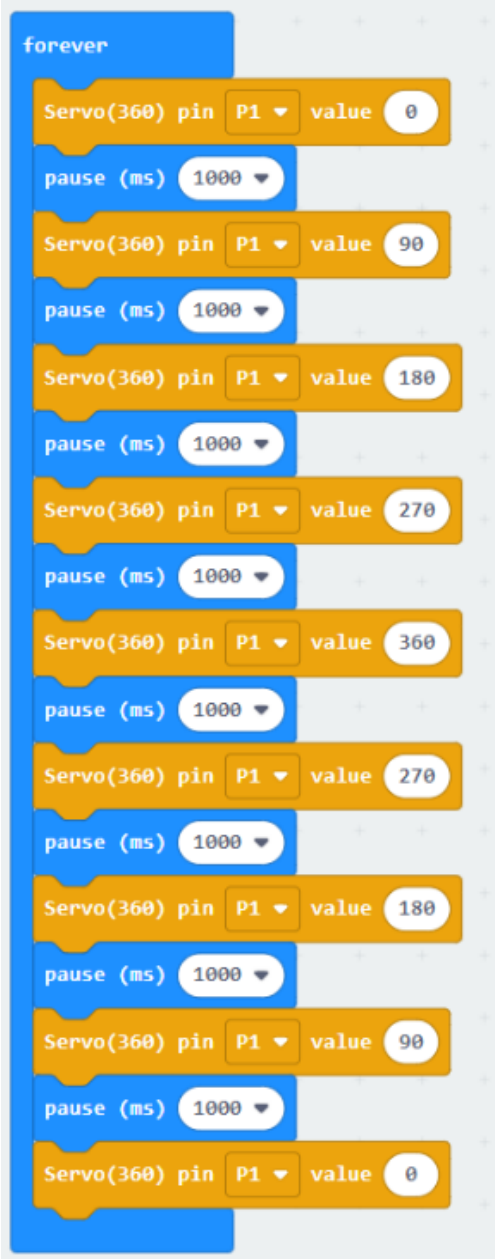 forever
Servo(360) pin P1 value 0
pause (ms) 1000
Servo(360) pin P1 value 90
pause (ms) 1000
Servo(360) pin P1 value 180
pause (ms) 1000
Servo(360) pin P1 value 270
pause (ms) 1000
Servo(360) pin P1 value 360
pause (ms) 1000
Servo(360) pin P1 value 270
pause (ms) 1000
Servo(360) pin P1 value 180
pause (ms) 1000
Servo(360) pin P1 value 90
pause (ms) 1000
Servo(360) pin P1 value 0